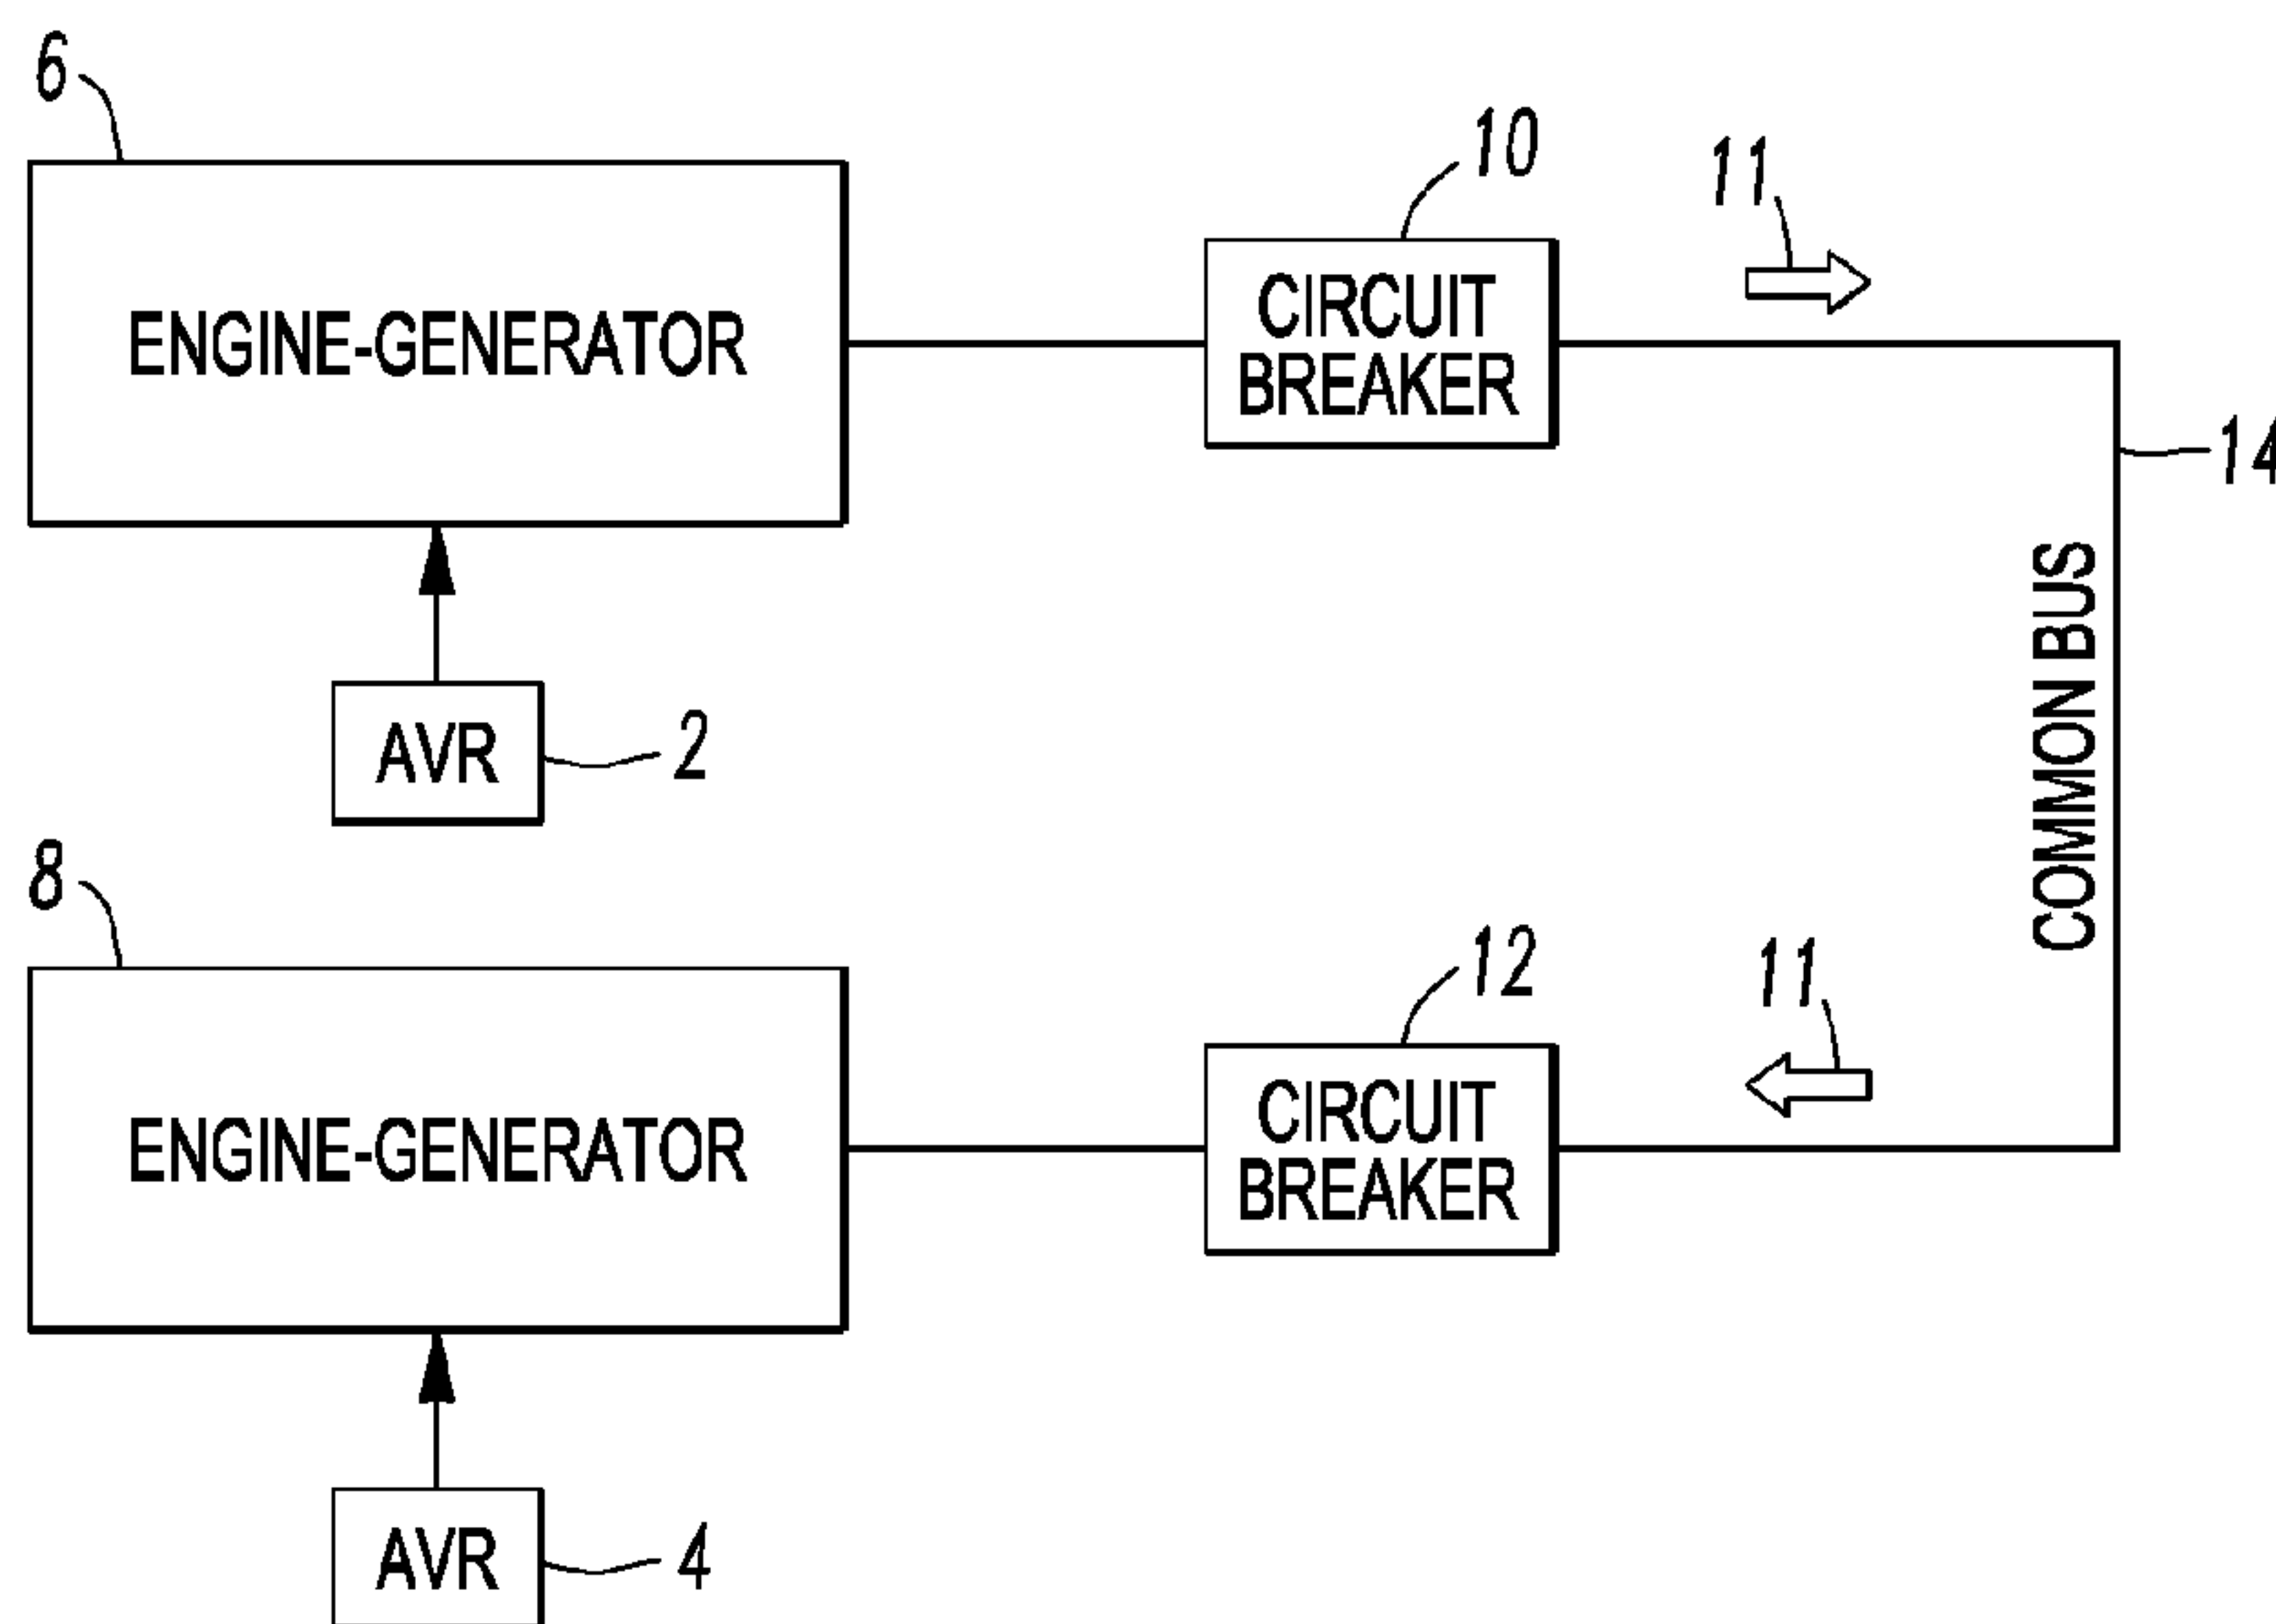 6
10
11
ENGINE-GENERATOR
CIRCUIT
BREAKER
14
COMMON BUS
AVR
2
8
12
11
ENGINE-GENERATOR
CIRCUIT
BREAKER
AVR
4